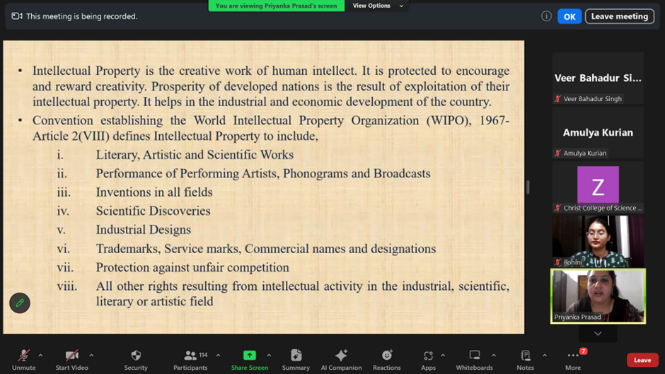 You are viewing Priyanka Prasad's screen
View Options
This meeting is being recorded.
OK
Leave meeting
• Intellectual Property is the creative work of human intellect. It is protected to encourage
and reward creativity. Prosperity of developed nations is the result of exploitation of their
intellectual property. It helps in the industrial and economic development of the country.
• Convention establishing the World Intellectual Property Organization (WIPO), 1967-
Article 2(VIII) defines Intellectual Property to include,
i. Literary, Artistic and Scientific Works
ii. Performance of Performing Artists, Phonograms and Broadcasts
iii. Inventions in all fields
iv. Scientific Discoveries
v. Industrial Designs
vi. Trademarks, Service marks, Commercial names and designations
vii. Protection against unfair competition
viii. All other rights resulting from intellectual activity in the industrial, scientific,
literary or artistic field
Veer Bahadur Si...
Veer Bahadur Singh
Amulya Kurian
Amulya Kurian
Z
Christ College of Science ...
Rohini
Priyanka Prasad
Unmute
Start Video
Security
114
Participants
Share Screen
Summary
AI Companion
Reactions
Apps
Whiteboards
Notes
7
More
Leave